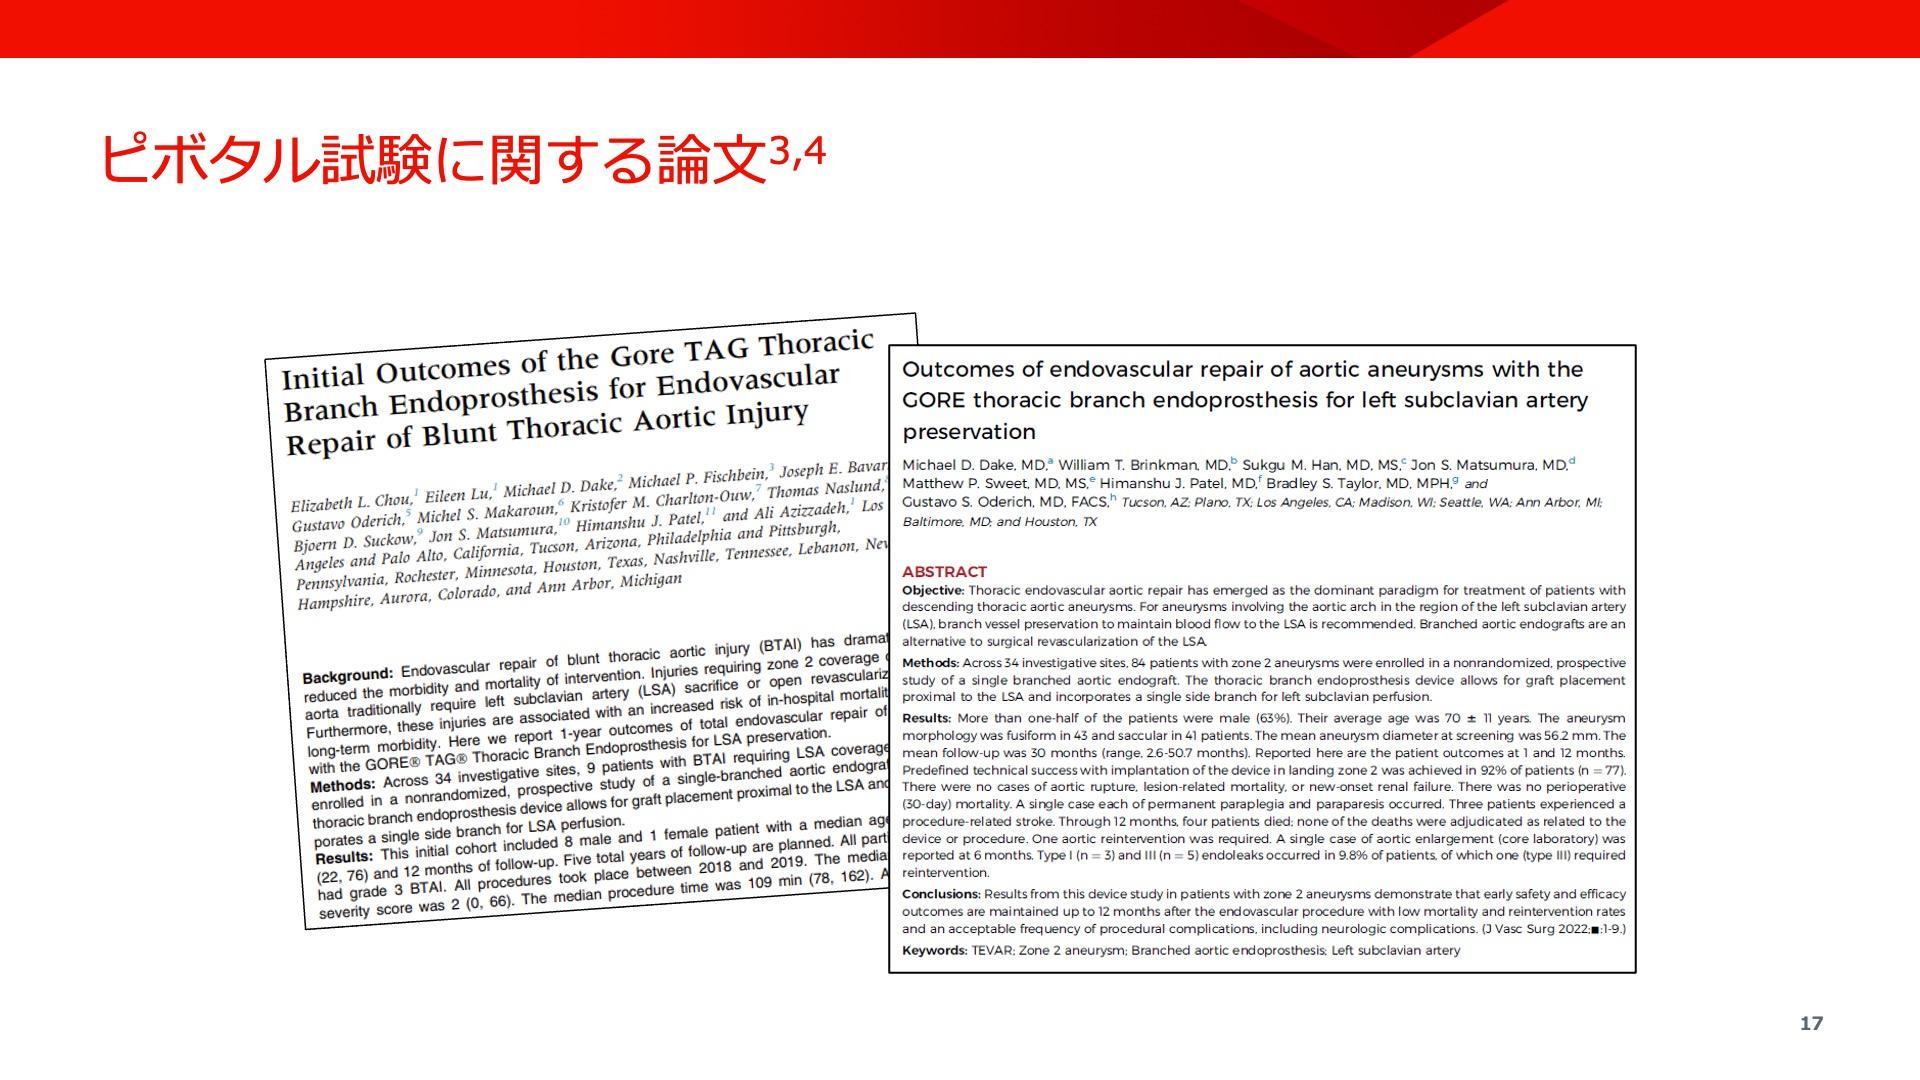 ピボタル試験に関する論文3,4
Initial Outcomes of the Gore TAG Thoracic
Branch Endoprosthesis for Endovascular
Repair of Blunt Thoracic Aortic Injury
Elizabeth L. Chou,1 Eileen Lu,1 Michael D. Dake,2 Michael P. Fischbein,3 Joseph E. Bavar
Gustavo Oderich,5 Michel S. Makaroun,6 Kristofer M. Charlton-Ouw,7 Thomas Naslund,
Bjoern D. Suckow,9 Jon S. Matsumura,10 Himanshu J. Patel,11 and Ali Azizzadeh,1 Los
Angeles and Palo Alto, California, Tucson, Arizona, Philadelphia and Pittsburgh,
Pennsylvania, Rochester, Minnesota, Houston, Texas, Nashville, Tennessee, Lebanon, New
Hampshire, Aurora, Colorado, and Ann Arbor, Michigan
Background: Endovascular repair of blunt thoracic aortic injury (BTAI) has dramat
reduced the morbidity and mortality of intervention. Injuries requiring zone 2 coverage
aorta traditionally require left subclavian artery (LSA) sacrifice or open revasculariz
Furthermore, these injuries are associated with an increased risk of in-hospital mortalit
long-term morbidity. Here we report 1-year outcomes of total endovascular repair of
with the GORE® TAG® Thoracic Branch Endoprosthesis for LSA preservation.
Methods: Across 34 investigative sites, 9 patients with BTAI requiring LSA coverage
enrolled in a nonrandomized, prospective study of a single-branched aortic endograf
thoracic branch endoprosthesis device allows for graft placement proximal to the LSA and
porates a single side branch for LSA perfusion.
Results: This initial cohort included 8 male and 1 female patient with a median age
(22, 76) and 12 months of follow-up. Five total years of follow-up are planned. All parti
had grade 3 BTAI. All procedures took place between 2018 and 2019. The media
severity score was 2 (0, 66). The median procedure time was 109 min (78, 162). A
Outcomes of endovascular repair of aortic aneurysms with the
GORE thoracic branch endoprosthesis for left subclavian artery
preservation
Michael D. Dake, MD,a William T. Brinkman, MD,b Sukgu M. Han, MD, MS,c Jon S. Matsumura, MD,d
Matthew P. Sweet, MD, MS,e Himanshu J. Patel, MD,f Bradley S. Taylor, MD, MPH,g and
Gustavo S. Oderich, MD, FACS,h Tucson, AZ; Plano, TX; Los Angeles, CA; Madison, WI; Seattle, WA; Ann Arbor, MI;
Baltimore, MD; and Houston, TX
ABSTRACT
Objective: Thoracic endovascular aortic repair has emerged as the dominant paradigm for treatment of patients with
descending thoracic aortic aneurysms. For aneurysms involving the aortic arch in the region of the left subclavian artery
(LSA), branch vessel preservation to maintain blood flow to the LSA is recommended. Branched aortic endografts are an
alternative to surgical revascularization of the LSA.
Methods: Across 34 investigative sites, 84 patients with zone 2 aneurysms were enrolled in a nonrandomized, prospective
study of a single branched aortic endograft. The thoracic branch endoprosthesis device allows for graft placement
proximal to the LSA and incorporates a single side branch for left subclavian perfusion.
Results: More than one-half of the patients were male (63%). Their average age was 70 ± 11 years. The aneurysm
morphology was fusiform in 43 and saccular in 41 patients. The mean aneurysm diameter at screening was 56.2 mm. The
mean follow-up was 30 months (range, 2.6-50.7 months). Reported here are the patient outcomes at 1 and 12 months.
Predefined technical success with implantation of the device in landing zone 2 was achieved in 92% of patients (n = 77).
There were no cases of aortic rupture, lesion-related mortality, or new-onset renal failure. There was no perioperative
(30-day) mortality. A single case each of permanent paraplegia and paraparesis occurred. Three patients experienced a
procedure-related stroke. Through 12 months, four patients died; none of the deaths were adjudicated as related to the
device or procedure. One aortic reintervention was required. A single case of aortic enlargement (core laboratory) was
reported at 6 months. Type I (n = 3) and III (n = 5) endoleaks occurred in 9.8% of patients, of which one (type III) required
reintervention.
Conclusions: Results from this device study in patients with zone 2 aneurysms demonstrate that early safety and efficacy
outcomes are maintained up to 12 months after the endovascular procedure with low mortality and reintervention rates
and an acceptable frequency of procedural complications, including neurologic complications. (J Vasc Surg 2022;■:1-9.)
Keywords: TEVAR; Zone 2 aneurysm; Branched aortic endoprosthesis; Left subclavian artery
17